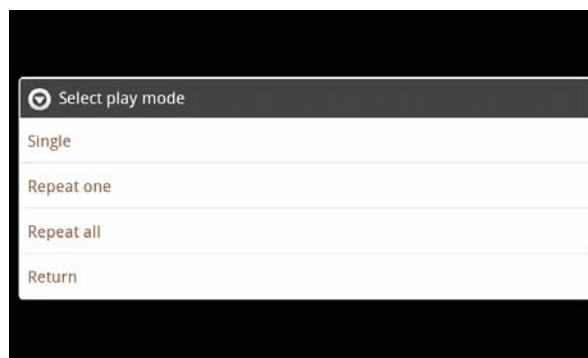 Select play mode
Single
Repeat one
Repeat all
Return